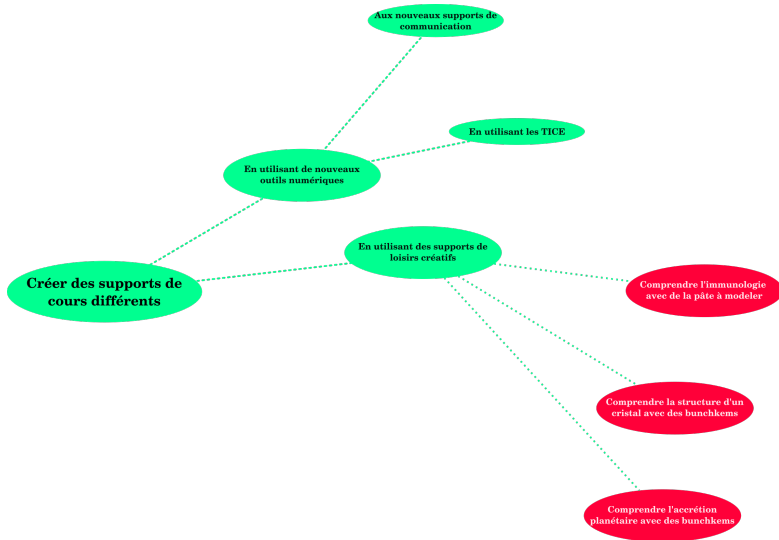 Aux nouveaux supports de
communication
En utilisant les TICE
En utilisant de nouveaux
outils numériques
En utilisant des supports de
loisirs créatifs
Créer des supports de
cours différents
Comprendre l'immunologie
avec de la pâte à modeler
Comprendre la structure d'un
cristal avec des bunchkems
Comprendre l'accrétion
planétaire avec des bunchkems